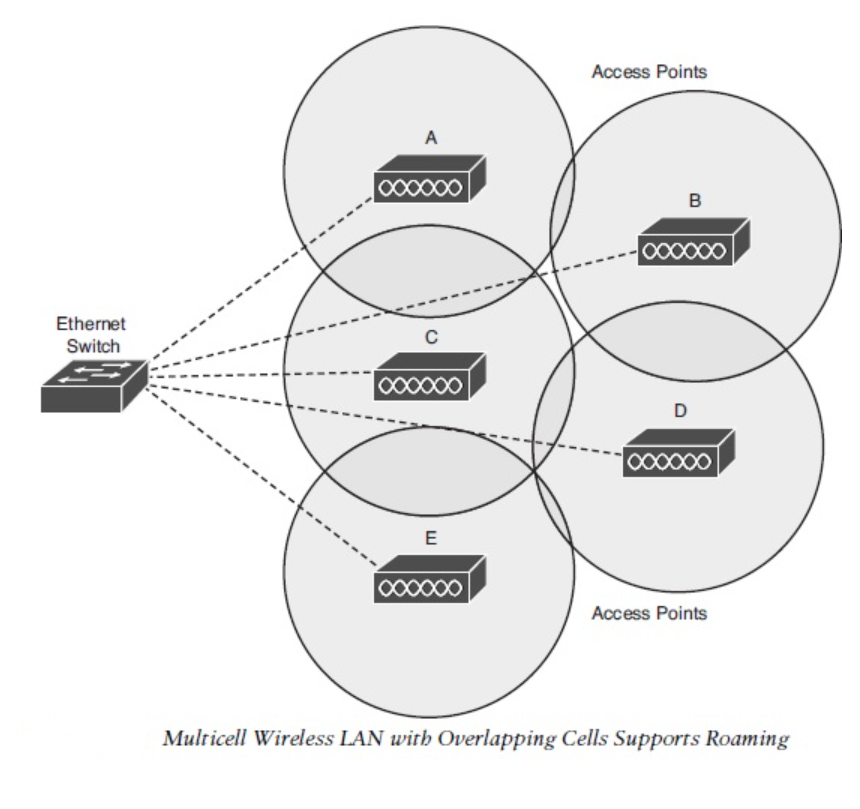 Access Points
A
B
Ethernet
Switch
C
D
E
Access Points
Multicell Wireless LAN with Overlapping Cells Supports Roaming